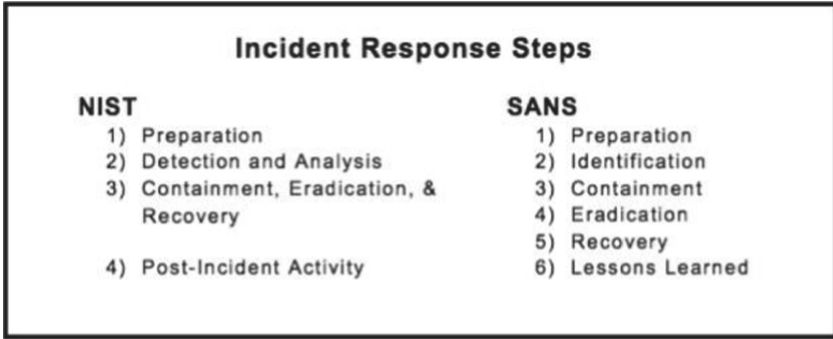 Incident Response Steps
NIST
1) Preparation
2) Detection and Analysis
3) Containment, Eradication, &
Recovery
4) Post-Incident Activity
SANS
1) Preparation
2) Identification
3) Containment
4) Eradication
5) Recovery
6) Lessons Learned